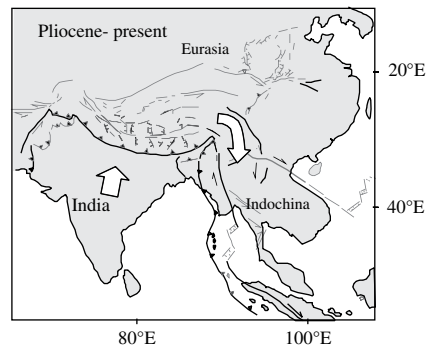 Pliocene- present
Eurasia
20°E
India
Indochina
40°E
80°E
100°E